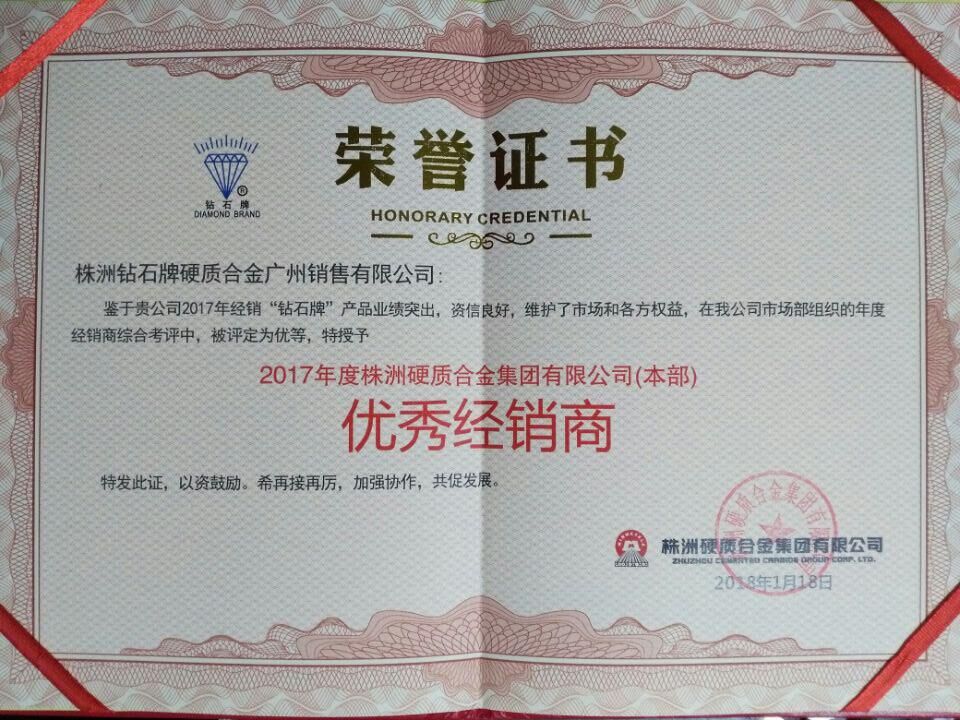 荣誉证书
HONORARY CREDENTIAL
®
钻石牌
DIAMOND BRAND
株洲钻石牌硬质合金广州销售有限公司：
鉴于贵公司2017年经销“钻石牌”产品业绩突出，资信良好，维护了市场和各方权益，在我公司市场部组织的年度
经销商综合考评中，被评定为优等，特授予
2017年度株洲硬质合金集团有限公司(本部)
优秀经销商
特发此证，以资鼓励。希再接再厉，加强协作，共促发展。
株洲硬质合金集团有限公司
ZHUZHOU CEMENTED CARBIDE GROUP CORP. LTD.
2018年1月18日